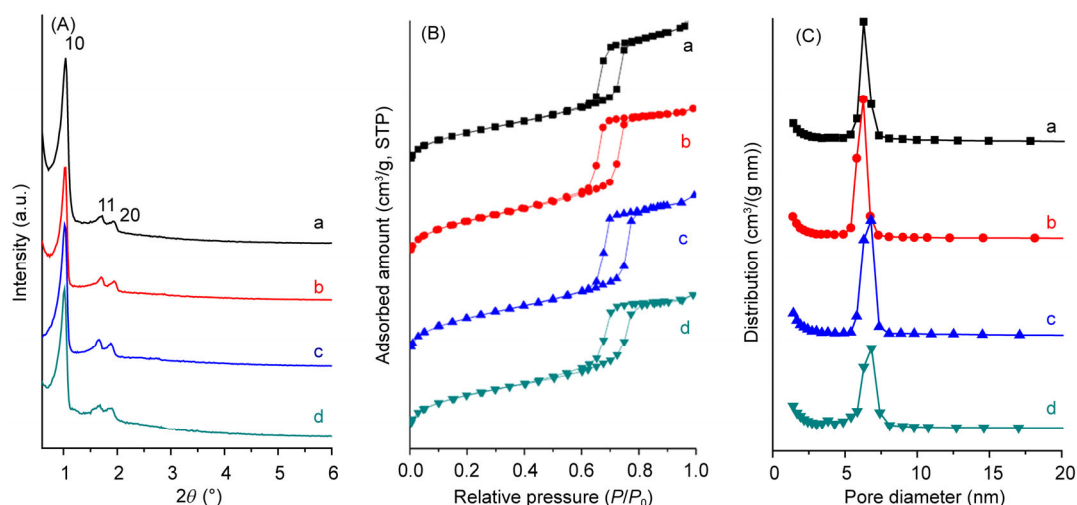 (A)
10
11
20
a
b
c
d
Intensity (a.u.)
1 2 3 4 5 6
2θ (°)
(B)
a
b
c
d
Adsorbed amount (cm³/g, STP)
0.0 0.2 0.4 0.6 0.8 1.0
Relative pressure (P/P₀)
(C)
a
b
c
d
Distribution (cm³/(g nm))
0 5 10 15 20
Pore diameter (nm)